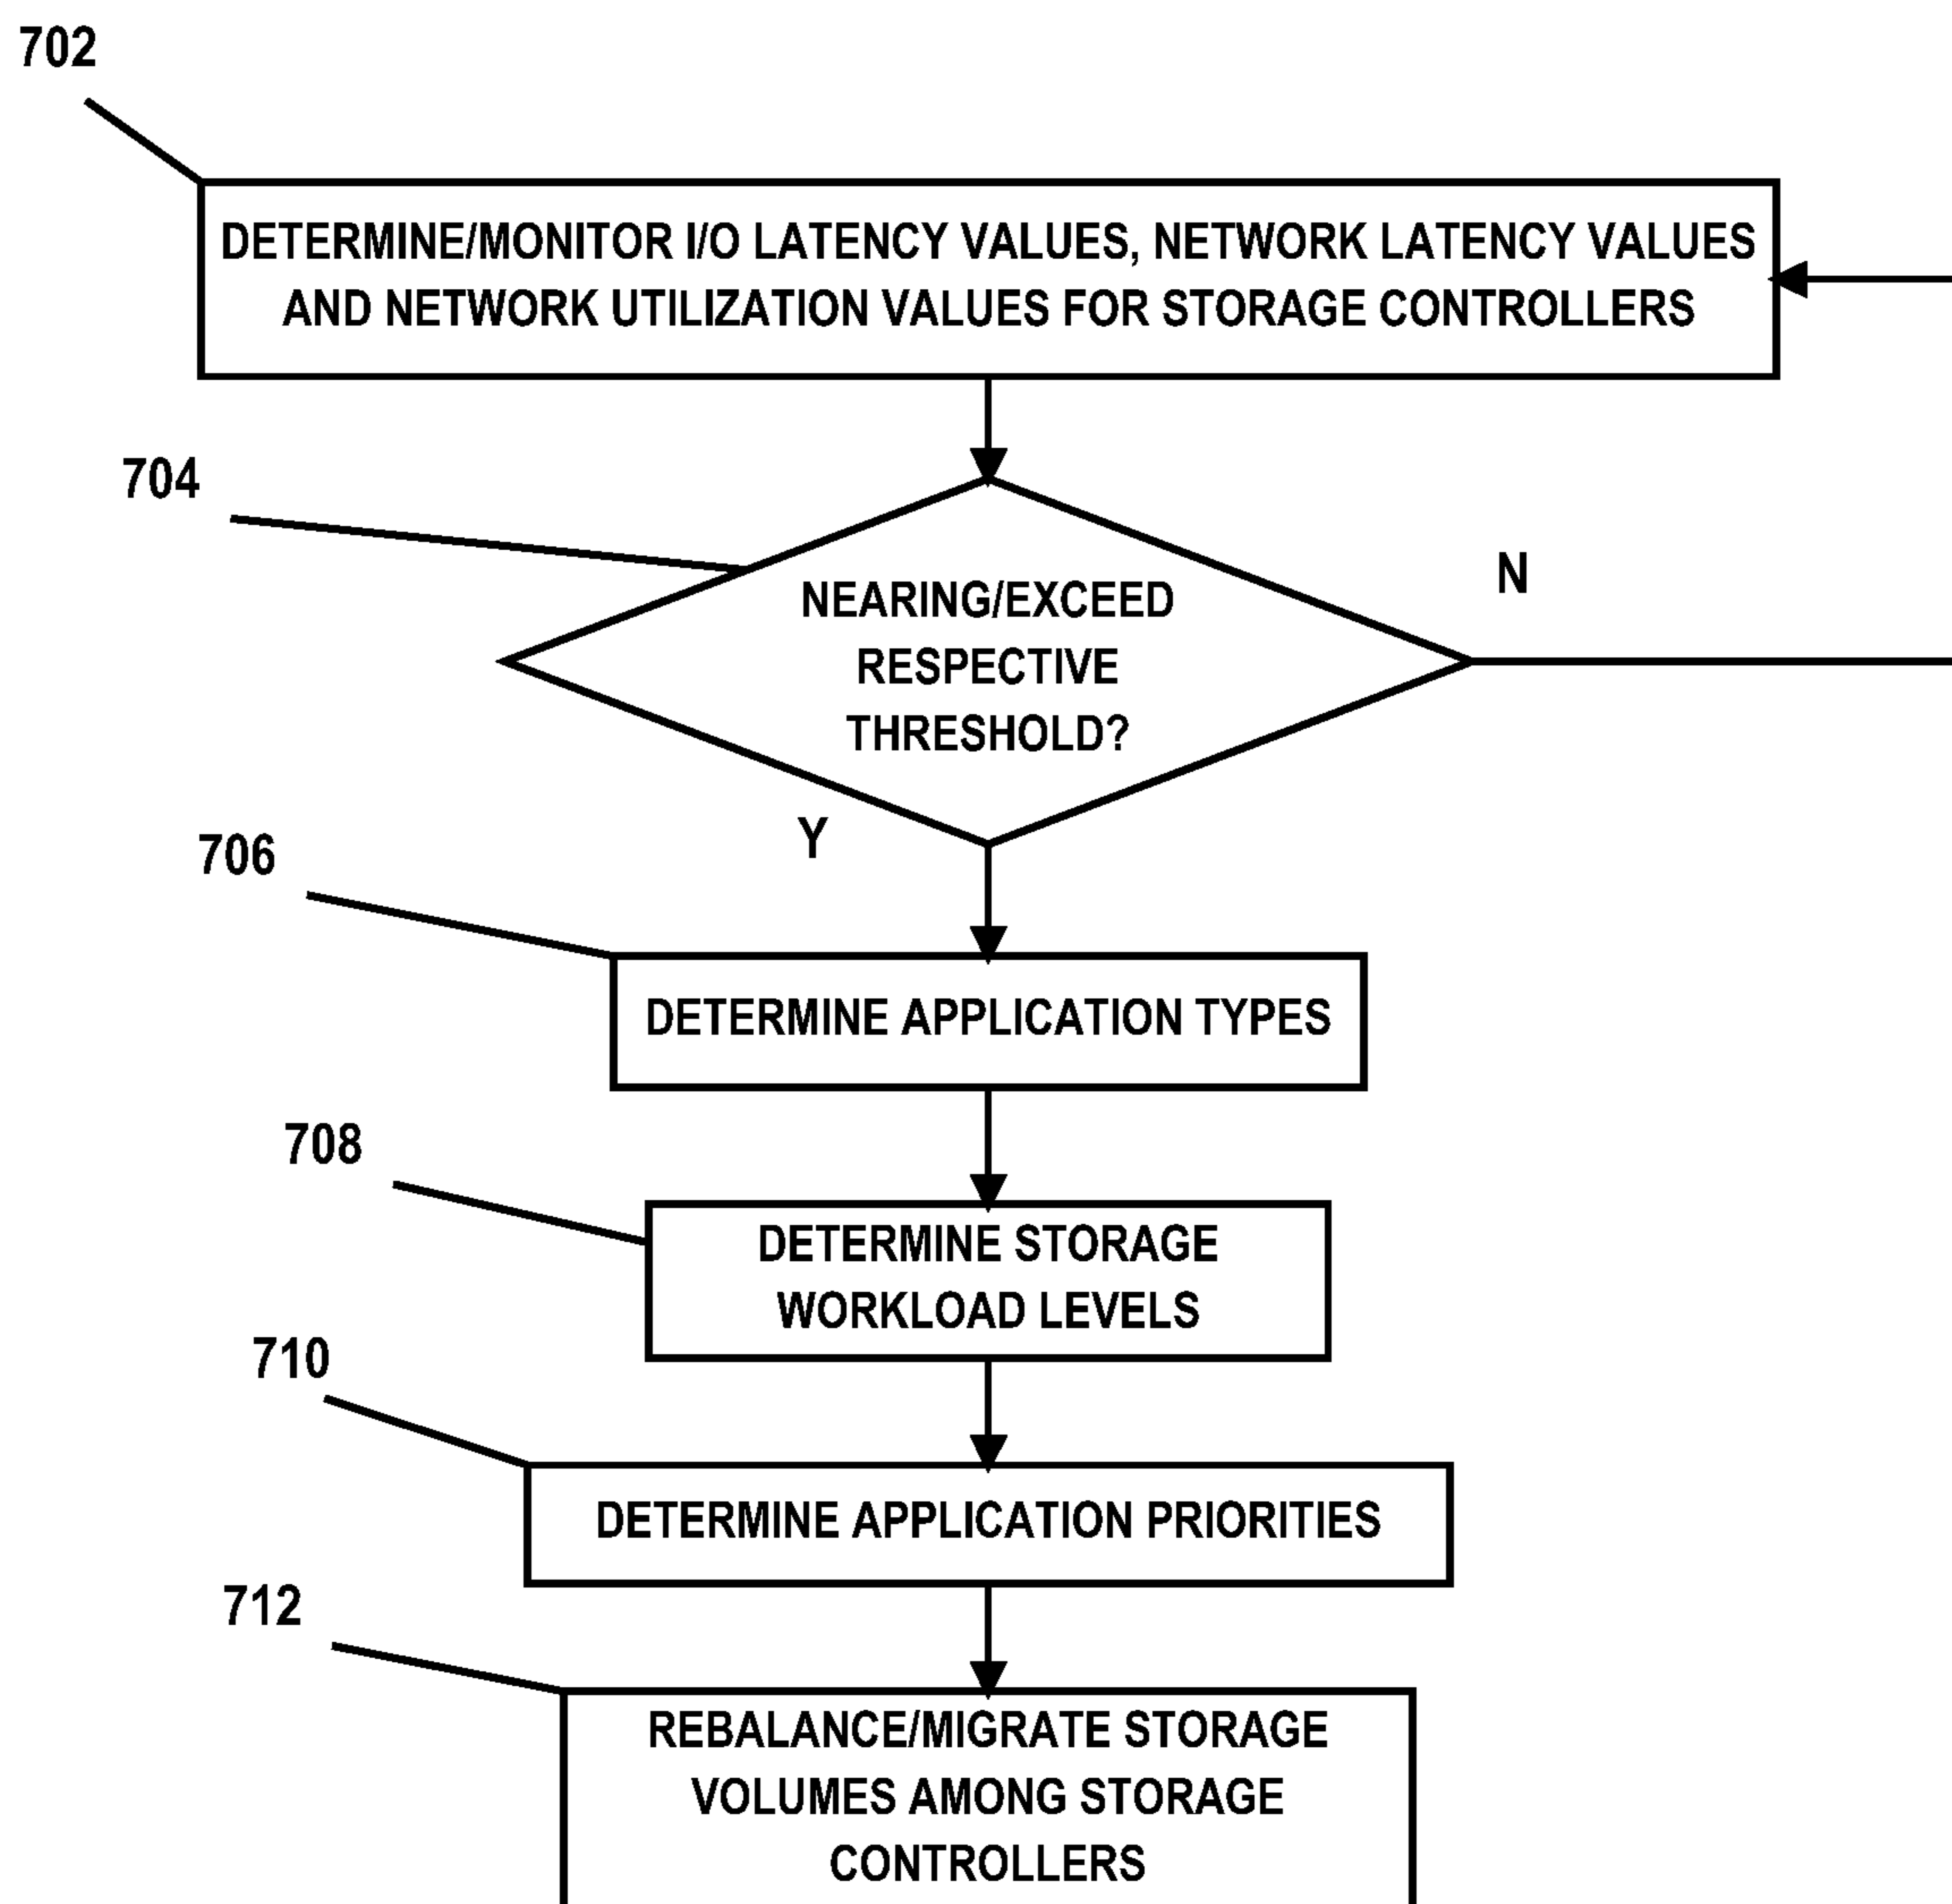 702
DETERMINE/MONITOR I/O LATENCY VALUES, NETWORK LATENCY VALUES
AND NETWORK UTILIZATION VALUES FOR STORAGE CONTROLLERS
704
NEARING/EXCEED
RESPECTIVE
THRESHOLD?
N
Y
706
DETERMINE APPLICATION TYPES
708
DETERMINE STORAGE
WORKLOAD LEVELS
710
DETERMINE APPLICATION PRIORITIES
712
REBALANCE/MIGRATE STORAGE
VOLUMES AMONG STORAGE
CONTROLLERS